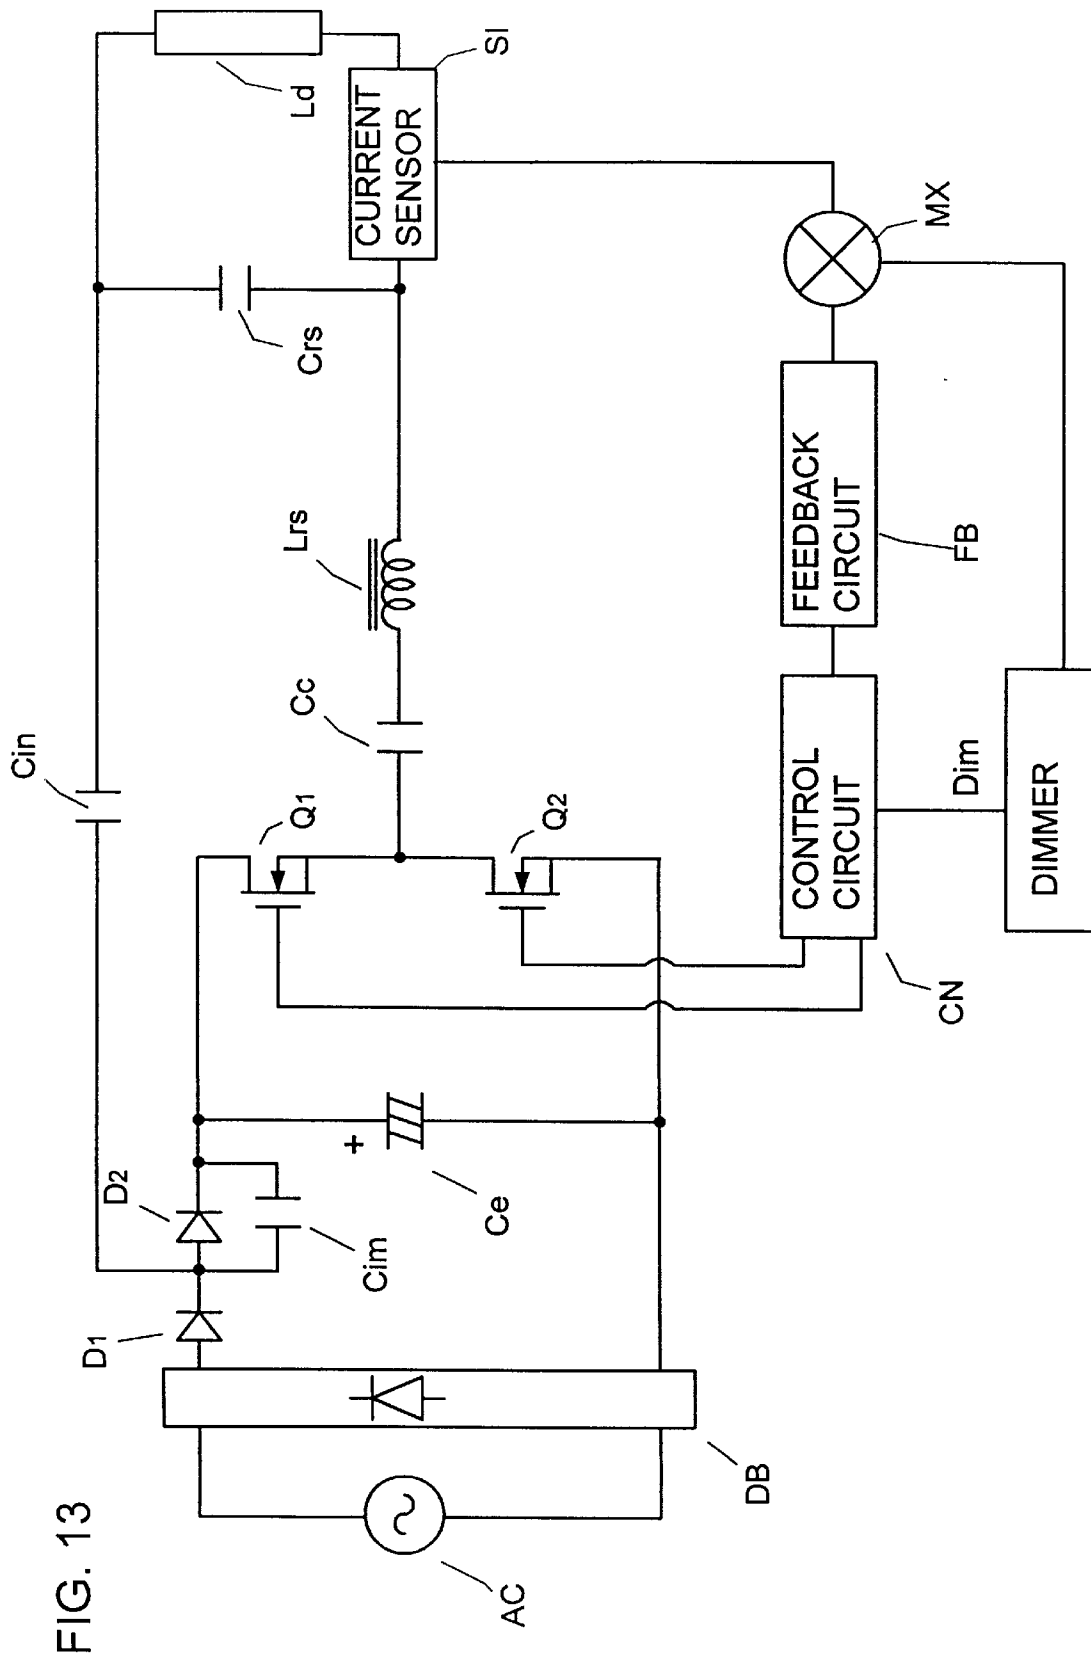 FIG. 13
Cin
D1
D2
Cim
+
Ce
Q1
Q2
Cc
Lrs
Crs
Ld
CURRENT
SENSOR
SI
AC
DB
CN
CONTROL
CIRCUIT
FEEDBACK
CIRCUIT
FB
MX
Dim
DIMMER